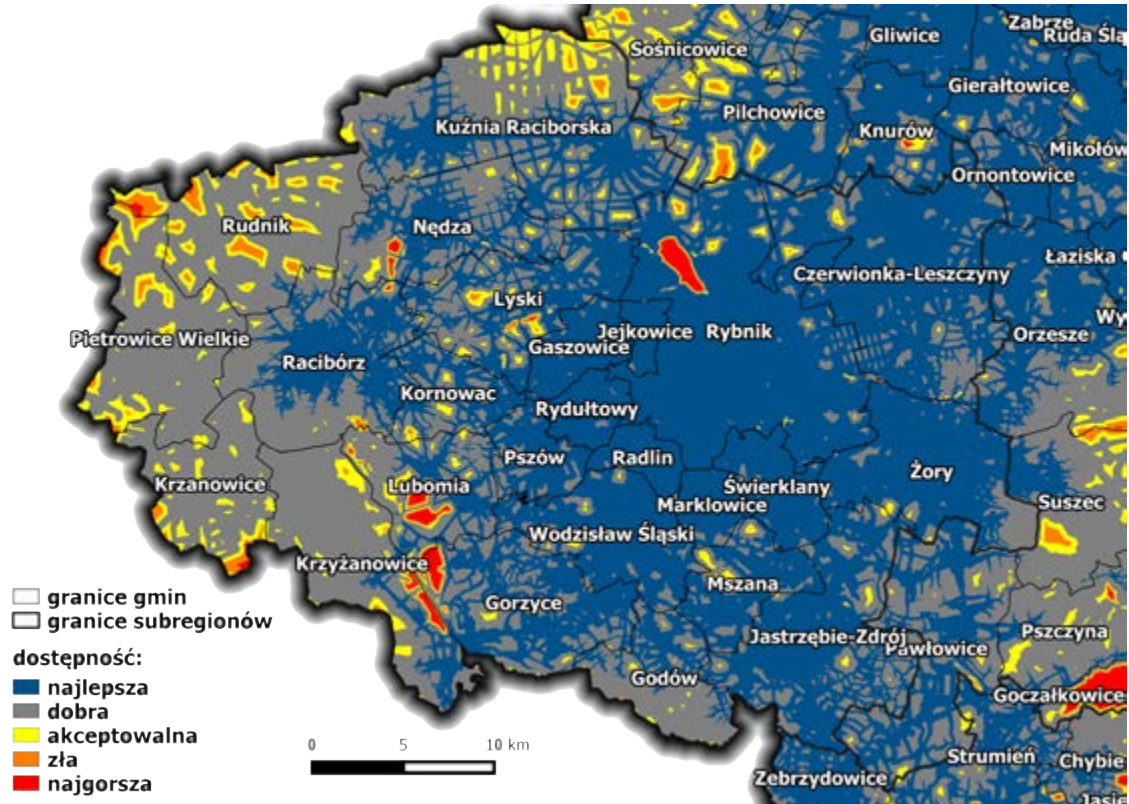 Zabrze
Ruda Ślą
Gliwice
Sośnicowice
Gierałtowice
Pilchowice
Kuźnia Raciborska
Knurów
Mikołów
Ornontowice
Rudnik
Nędza
Łaziska
Czerwionka-Leszczyny
Lyski
Wy
Pietrowice Wielkie
Jejkowice
Rybnik
Orzesze
Gaszowice
Racibórz
Kornowac
Rydułtowy
Pszów
Radlin
Żory
Krzanowice
Lubomia
Świerklany
Suszec
Marklowice
Wodzisław Śląski
Krzyżanowice
Mszana
Gorzyce
Pszczyna
Jastrzębie-Zdrój
Pawłowice
Godów
Goczałkowice
Strumień
Chybie
Zebrzydowice
Jasie
granice gmin
granice subregionów
dostępność:
najlepsza
dobra
akceptowalna
zła
najgorsza
0 5 10 km